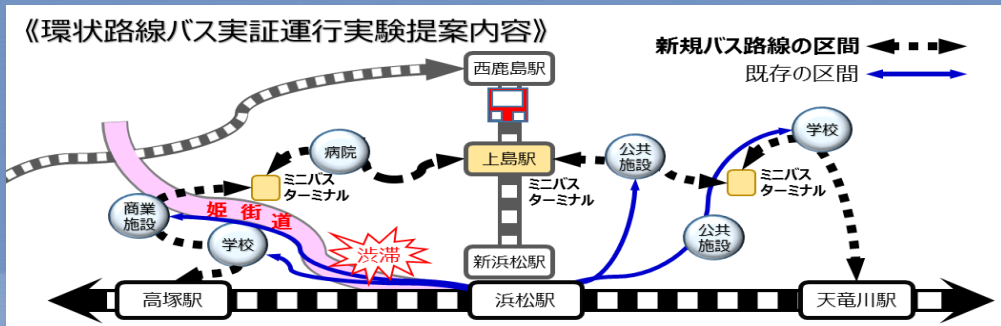 《環状路線バス実証運行実験提案内容》
新規バス路線の区間
既存の区間
西鹿島駅
病院
上島駅
公共
施設
学校
ミニバス
ターミナル
ミニバス
ターミナル
ミニバス
ターミナル
商業
施設
姫街道
学校
渋滞
公共
施設
新浜松駅
高塚駅
浜松駅
天竜川駅